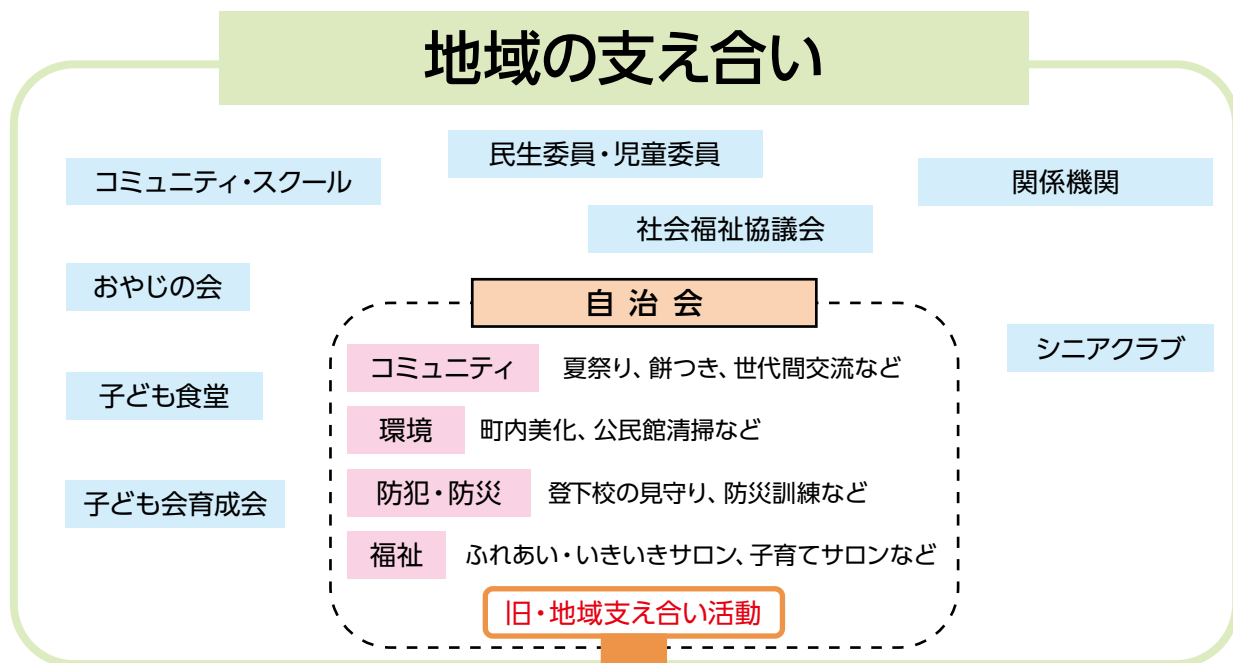 地域の支え合い
民生委員・児童委員
コミュニティ・スクール
関係機関
社会福祉協議会
おやじの会
自治会
シニアクラブ
コミュニティ 夏祭り、餅つき、世代間交流など
子ども食堂
環境 町内美化、公民館清掃など
防犯・防災 登下校の見守り、防災訓練など
子ども会育成会
福祉 ふれあい・いきいきサロン、子育てサロンなど
旧・地域支え合い活動